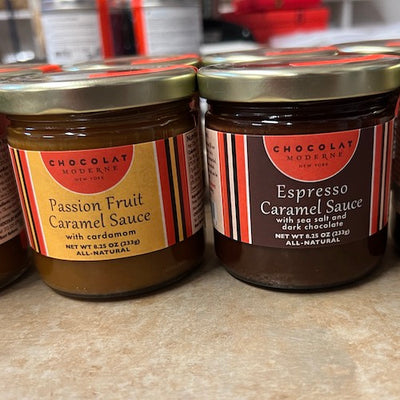 CHOCOLAT
MODERNE
NEW YORK
Passion Fruit
Caramel Sauce
with cardamom
NET WT 8.25 OZ (233g)
ALL-NATURAL
CHOCOLAT
MODERNE
NEW YORK
Espresso
Caramel Sauce
with sea salt and
dark chocolate
NET WT 8.25 OZ (233g)
ALL-NATURAL